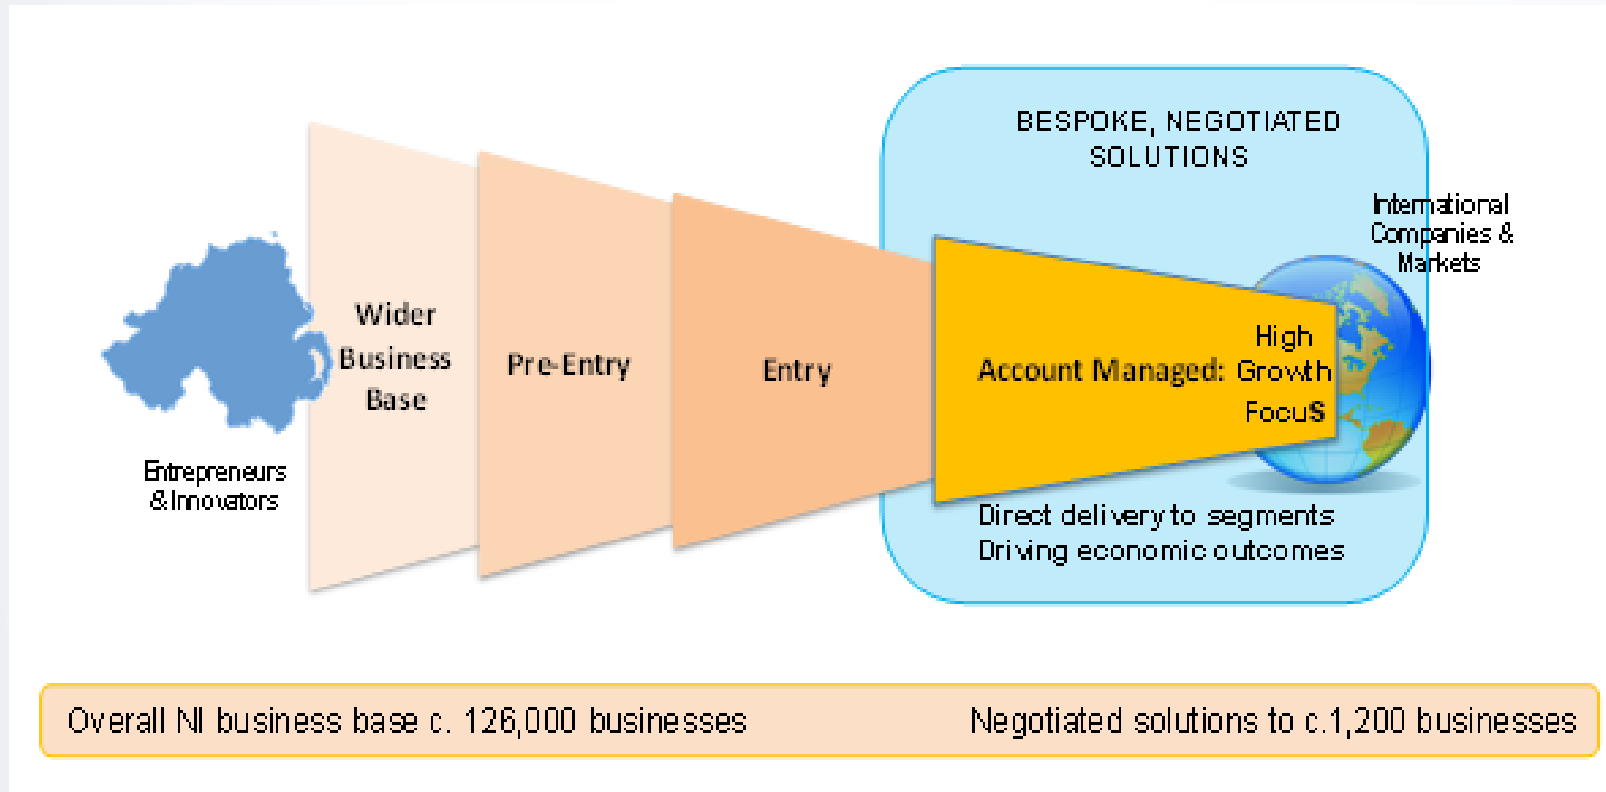 BESPOKE, NEGOTIATED
SOLUTIONS
International
Companies &
Markets
Wider
Business
Base
Pre-Entry
Entry
Account Managed:
High
Growth
FocuS
Entrepreneurs
& Innovators
Direct delivery to segments
Driving economic outcomes
Overall NI business base c. 126,000 businesses
Negotiated solutions to c.1,200 businesses